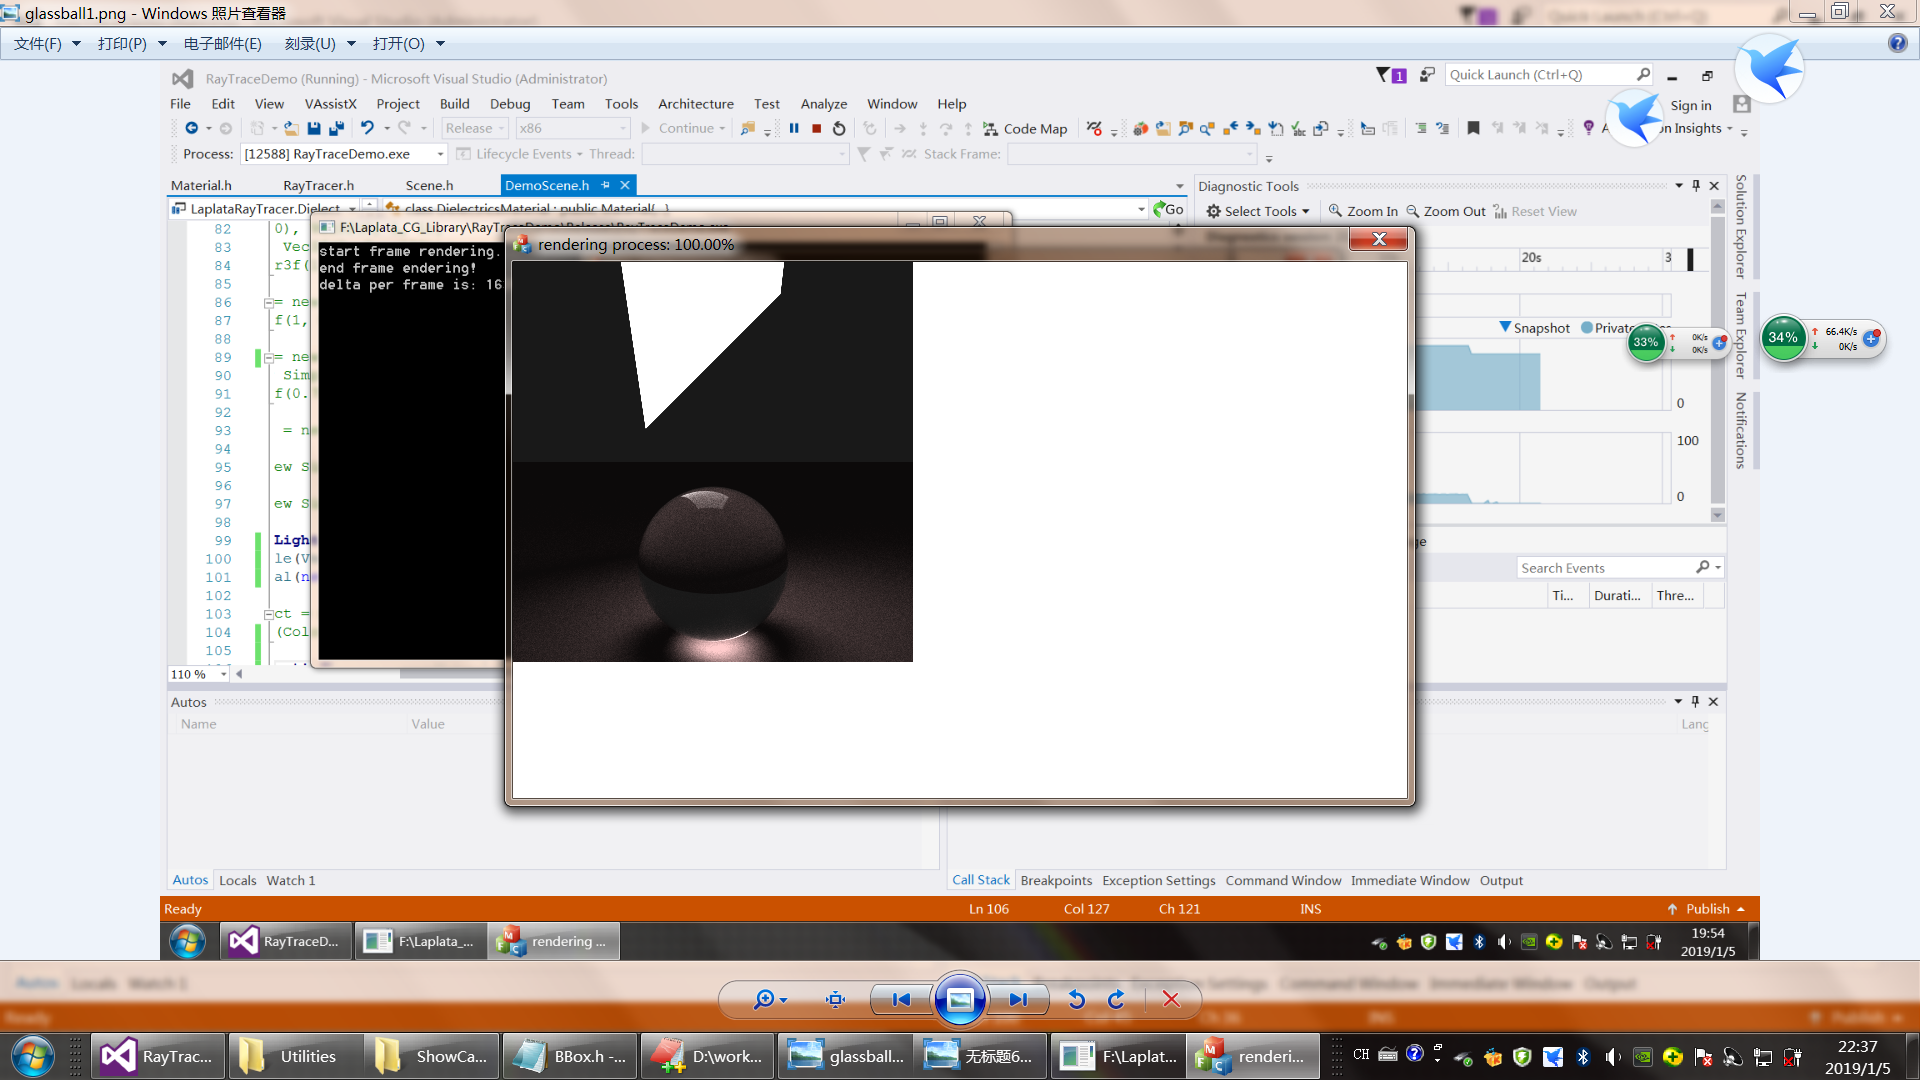 glassball1.png - Windows 照片查看器
文件(F) 打印(P) 电子邮件(E) 刻录(U) 打开(O)
RayTraceDemo (Running) - Microsoft Visual Studio (Administrator)
1
Quick Launch (Ctrl+Q)
File Edit View VAssistX Project Build Debug Team Tools Architecture Test Analyze Window Help
Sign in
Release x86 Continue Code Map
n Insights
Process: [12588] RayTraceDemo.exe Lifecycle Events Thread: Stack Frame:
Material.h RayTracer.h Scene.h DemoScene.h
Diagnostic Tools
LaplataRayTracer.Dielect
class DielectricsMaterial : public Material{
Go
Select Tools Zoom In Zoom Out Reset View
F:\Laplata_CG_Library\RayTraceDemo\Release\RayTraceDemo.exe
start frame rendering.
end frame endering!
delta per frame is: 16
rendering process: 100.00%
20s 3
Snapshot Private
0
100
0
33% 0K/s
0K/s
34% 66.4K/s
0K/s
Solution Explorer
Team Explorer
Notifications
82 0),
83 Vec
84 r3f(
85
86 = ne
87 f(1,
88
89 = ne
90 Sim
91 f(0.
92
93 = n
94
95 ew S
96
97 ew S
98
99 Ligh
100 le(V
101 al(n
102
103 ct =
104 (Col
105
110 %
ge
Search Events
Ti... Durati... Thre...
Autos
Name Value
Lang
Autos Locals Watch 1
Call Stack Breakpoints Exception Settings Command Window Immediate Window Output
Ready Ln 106 Col 127 Ch 121 INS Publish
RayTraceD... F:\Laplata_... rendering ...
19:54
2019/1/5
RayTrac... Utilities ShowCa... BBox.h -... D:\work... glassball... 无标题6... F:\Laplat... renderi...
CH
22:37
2019/1/5